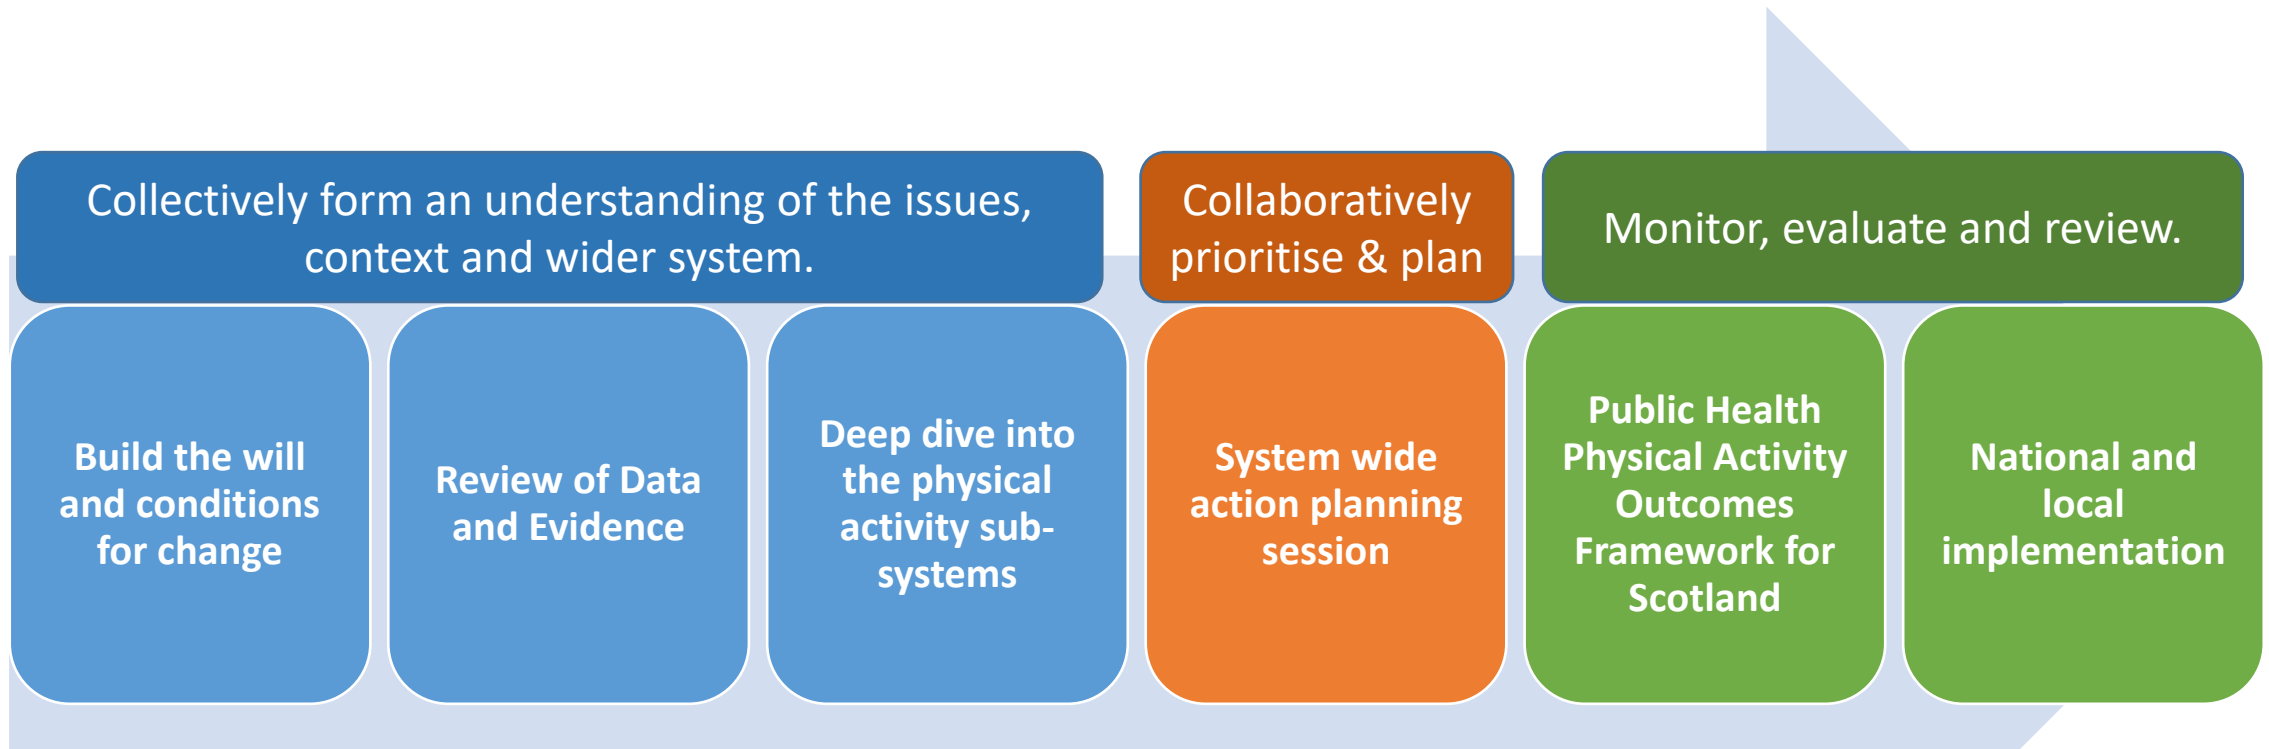 Collectively form an understanding of the issues,
context and wider system.
Collaboratively
prioritise & plan
Monitor, evaluate and review.
Build the will
and conditions
for change
Review of Data
and Evidence
Deep dive into
the physical
activity sub-
systems
System wide
action planning
session
Public Health
Physical Activity
Outcomes
Framework for
Scotland
National and
local
implementation